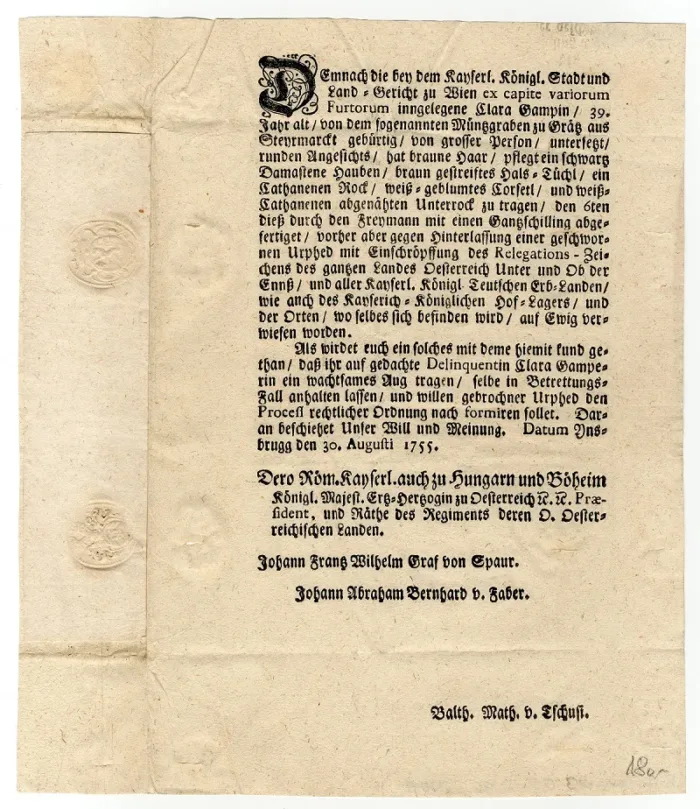 DEmnach die bey dem Kayserl. Königl. Stadt und
Land-Gericht zu Wien ex capite variorum
Furtorum inngelegene Clara Gampin / 39.
Jahr alt / von dem sogenannten Müntzgraben zu Grätz aus
Steyrmarckt gebürtig / von grosser Person / untersetzt /
runden Angesichts / hat braune Haar / pflegt ein schwartz
Damastene Hauben / braun gestreiftes Hals-Tüchl / ein
Cathanenen Rock / weiß-geblumtes Corsetl / und weiß-
Cathanenen abgenähten Unterrock zu tragen / den 6ten
dieß durch den Freymann mit einen Gantzschilling abge-
fertiget / vorher aber gegen Hinterlassung einer geschwor-
nen Urphed mit Einschröpffung des Relegations-Zei-
chens des gantzen Landes Oesterreich Unter und Ob der
Ennß / und aller Kayserl. Königl Teutschen Erb-Landen /
wie auch des Kayserich-Königlichen Hof-Lagers / und
der Orten / wo selbes sich befinden wird / auf Ewig ver-
wiesen worden.
Als wirdet euch ein solches mit deme hiemit kund ge-
than / daß ihr auf gedachte Delinquentin Clara Gampe-
rin ein wachtsames Aug tragen / selbe in Betrettungs-
Fall anhalten lassen / und willen gebrochner Urphed den
Process rechtlicher Ordnung nach formiren sollet. Dar-
an beschiehet Unser Will und Meinung. Datum Yns-
brugg den 30. Augusti 1755.
Dero Röm. Kayserl. auch zu Hungarn und Böheim
Königl. Majest. Ertz-Hertzogin zu Oesterreich ꝛc. ꝛc. Præ-
sident, und Räthe des Regiments deren O. Oester-
reichischen Landen.
Johann Frantz Wilhelm Graf von Spaur.
Johann Abraham Bernhard v. Faber.
Balth. Math. v. Tschusi.